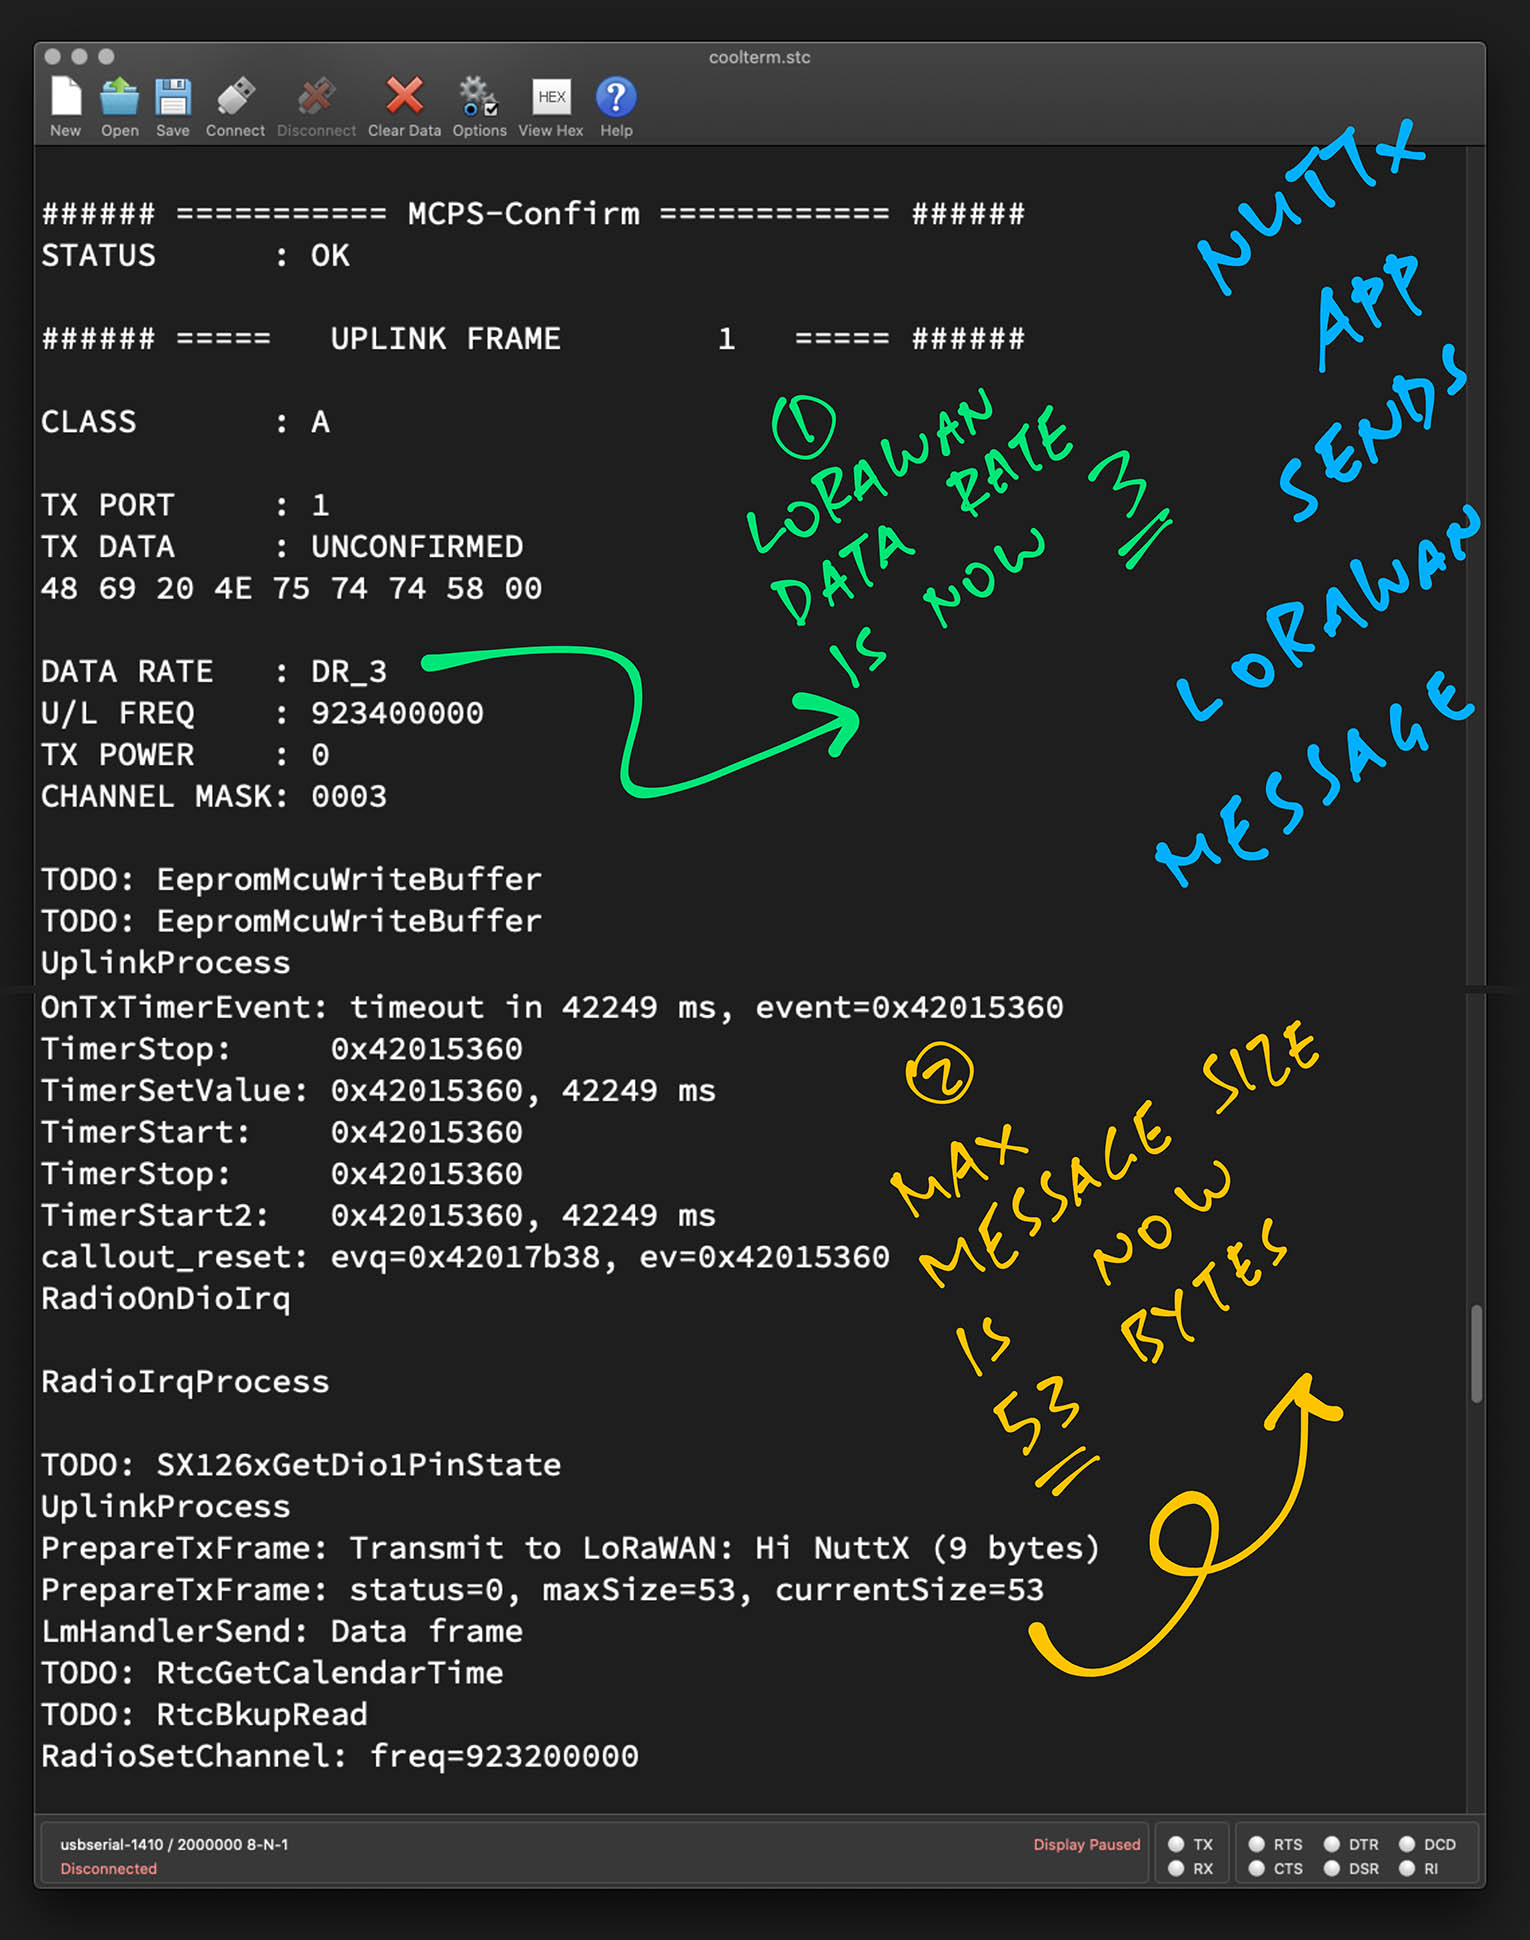 coolterm.stc
New Open Save Connect Disconnect Clear Data Options View Hex Help
HEX
?
###### =========== MCPS-Confirm ============ ######
STATUS      : OK
###### =====   UPLINK FRAME        1   ===== ######
CLASS       : A
TX PORT     : 1
TX DATA     : UNCONFIRMED
48 69 20 4E 75 74 74 58 00
DATA RATE   : DR_3
U/L FREQ    : 923400000
TX POWER    : 0
CHANNEL MASK: 0003
TODO: EepromMcuWriteBuffer
TODO: EepromMcuWriteBuffer
UplinkProcess
OnTxTimerEvent: timeout in 42249 ms, event=0x42015360
TimerStop:     0x42015360
TimerSetValue: 0x42015360, 42249 ms
TimerStart:    0x42015360
TimerStop:     0x42015360
TimerStart2:   0x42015360, 42249 ms
callout_reset: evq=0x42017b38, ev=0x42015360
RadioOnDioIrq
RadioIrqProcess
TODO: SX126xGetDio1PinState
UplinkProcess
PrepareTxFrame: Transmit to LoRaWAN: Hi NuttX (9 bytes)
PrepareTxFrame: status=0, maxSize=53, currentSize=53
LmHandlerSend: Data frame
TODO: RtcGetCalendarTime
TODO: RtcBkupRead
RadioSetChannel: freq=923200000
NUTTX
APP
SENDS
LORAWAN
MESSAGE
1
LORAWAN
DATA RATE
IS NOW 3
2
MAX
MESSAGE SIZE
IS NOW
53 BYTES
usbserial-1410 / 2000000 8-N-1
Disconnected
Display Paused
TX RTS DTR DCD
RX CTS DSR RI